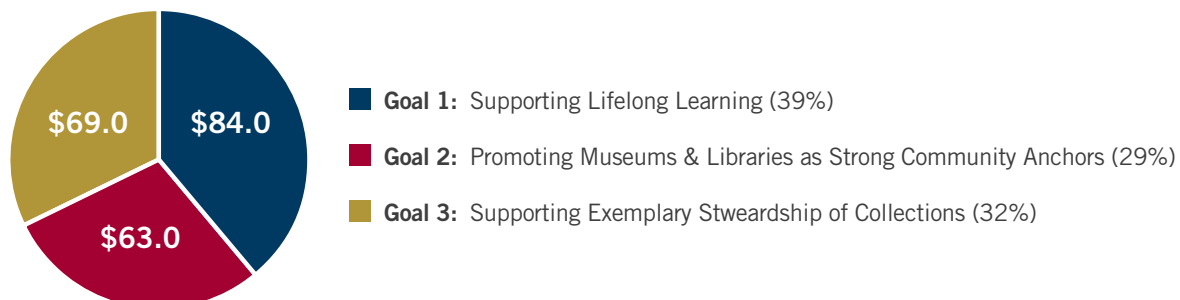 $69.0
$84.0
$63.0
Goal 1: Supporting Lifelong Learning (39%)
Goal 2: Promoting Museums & Libraries as Strong Community Anchors (29%)
Goal 3: Supporting Exemplary Stweardship of Collections (32%)